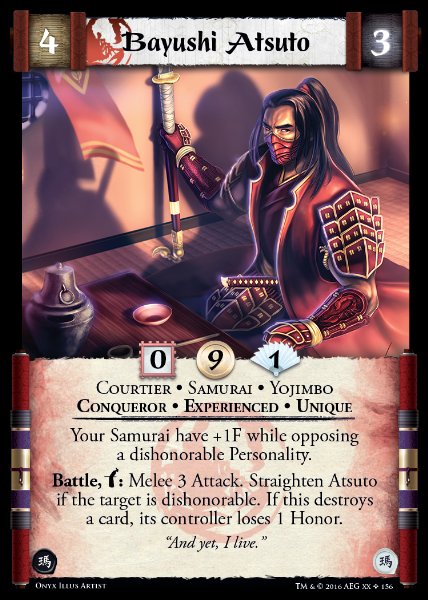 4 Bayushi Atsuto 3
0 9 1
Courtier • Samurai • Yojimbo
Conqueror • Experienced • Unique
Your Samurai have +1F while opposing
a dishonorable Personality.
Battle, : Melee 3 Attack. Straighten Atsuto
if the target is dishonorable. If this destroys
a card, its controller loses 1 Honor.
“And yet, I live.”
瑪 瑪
Onyx Illus Artist TM & © 2016 AEG XX ❖ 156